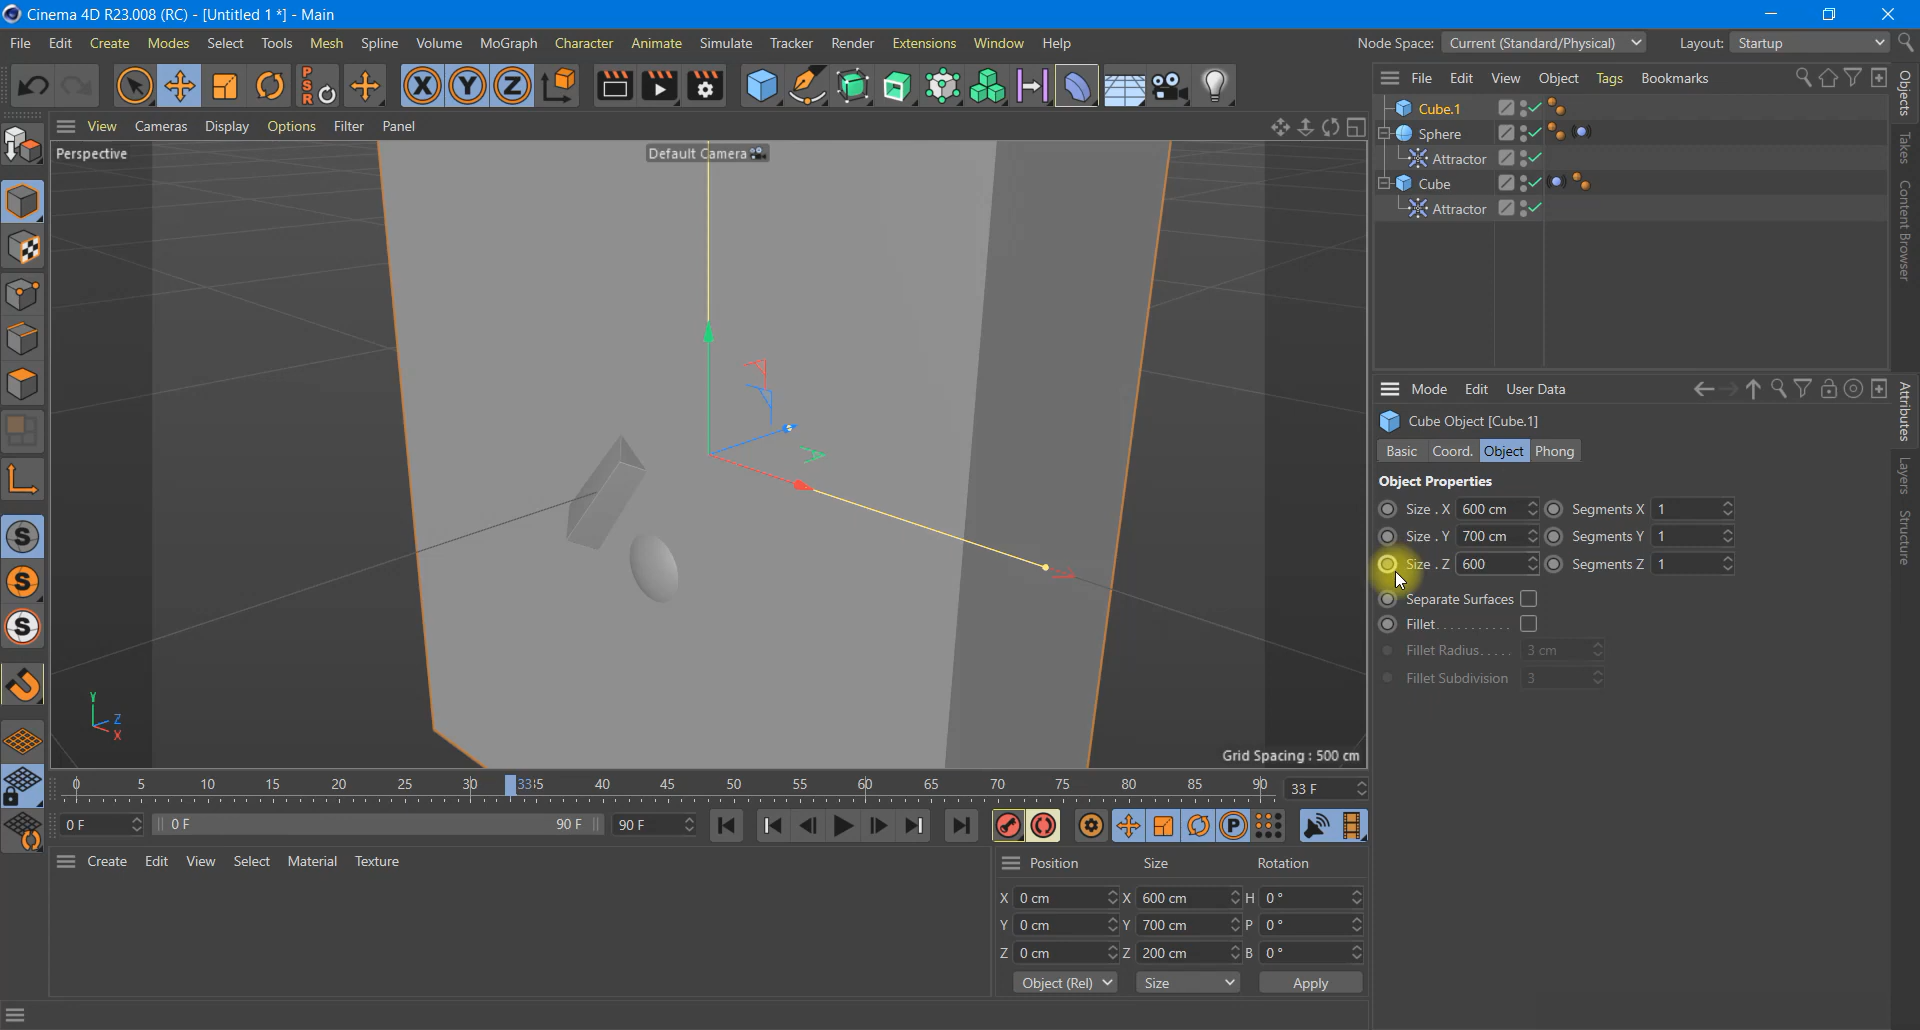 Cinema 4D R23.008 (RC) - [Untitled 1 *] - Main
File Edit Create Modes Select Tools Mesh Spline Volume MoGraph Character Animate Simulate Tracker Render Extensions Window Help Node Space: Current (Standard/Physical) Layout: Startup
PSR X Y Z File Edit View Object Tags Bookmarks
View Cameras Display Options Filter Panel
Perspective Default Camera
Cube.1
Sphere
Attractor
Cube
Attractor
Objects
Takes
Content Browser
Mode Edit User Data
Cube Object [Cube.1]
Basic Coord. Object Phong
Object Properties
Size . X 600 cm Segments X 1
Size . Y 700 cm Segments Y 1
Size . Z 600 Segments Z 1
Separate Surfaces
Fillet
Fillet Radius 3 cm
Fillet Subdivision 3
Attributes
Layers
Structure
S
S
S
Y
Z
X
Grid Spacing : 500 cm
0 5 10 15 20 25 30 33 35 40 45 50 55 60 65 70 75 80 85 90 33 F
0 F 0 F 90 F 90 F P
Create Edit View Select Material Texture
Position Size Rotation
X 0 cm X 600 cm H 0 °
Y 0 cm Y 700 cm P 0 °
Z 0 cm Z 200 cm B 0 °
Object (Rel) Size Apply